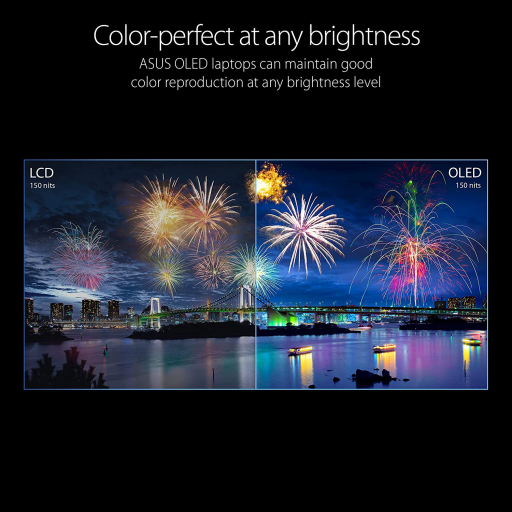 Color-perfect at any brightness
ASUS OLED laptops can maintain good
color reproduction at any brightness level
LCD
150 nits
OLED
150 nits